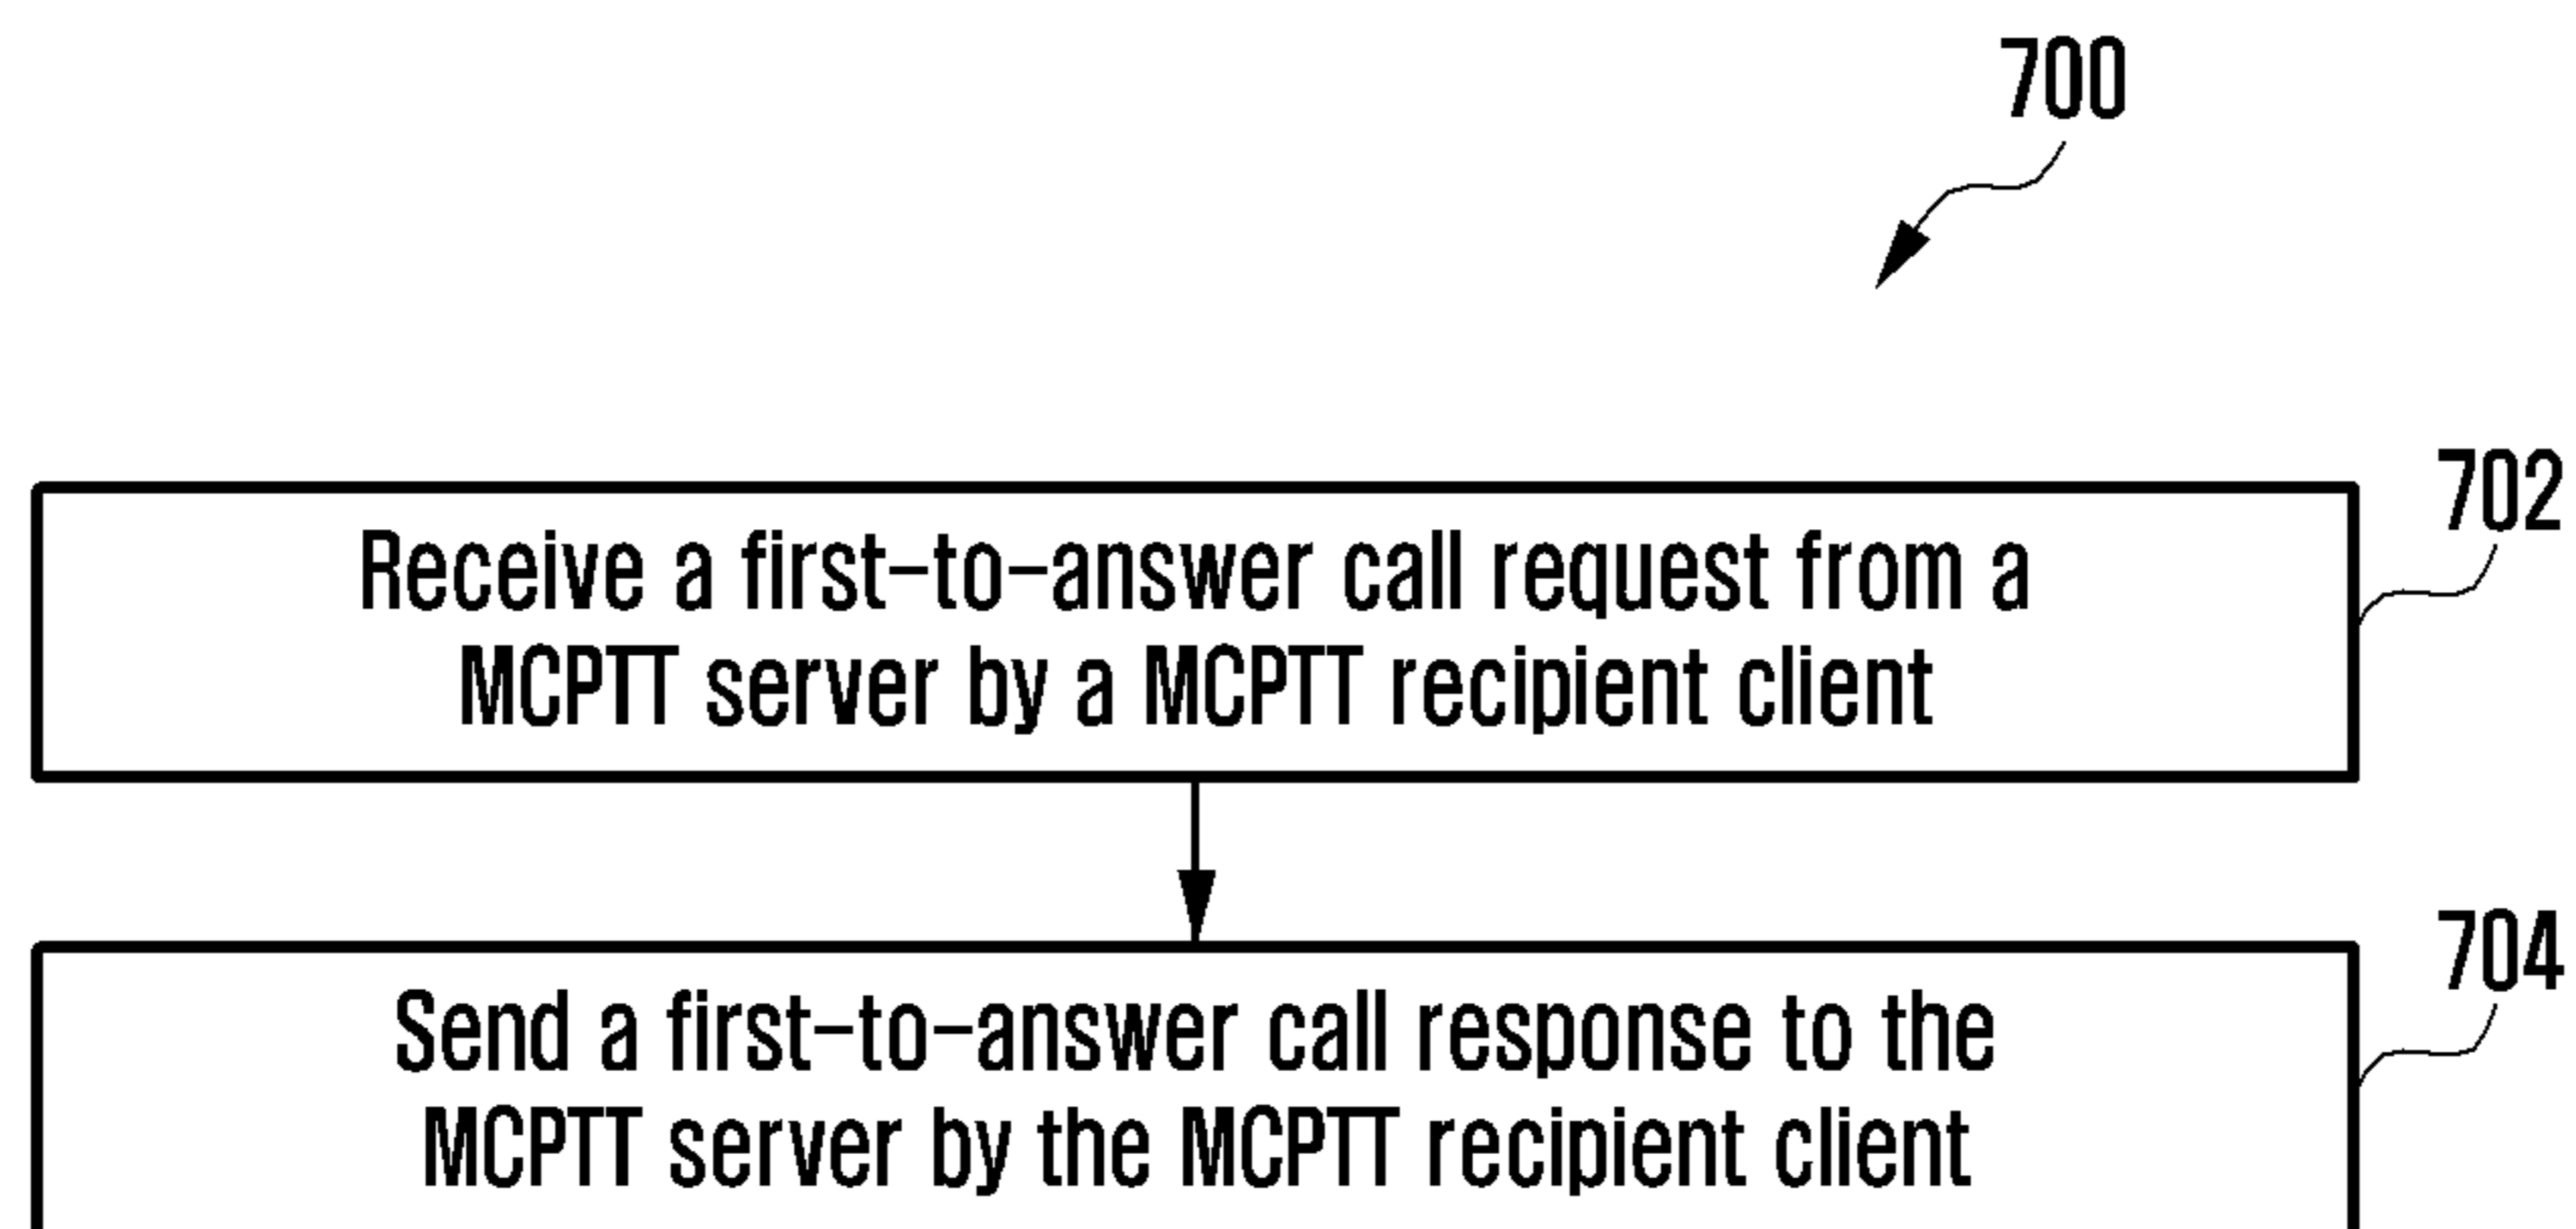 700
702
Receive a first-to-answer call request from a
MCPTT server by a MCPTT recipient client
704
Send a first-to-answer call response to the
MCPTT server by the MCPTT recipient client